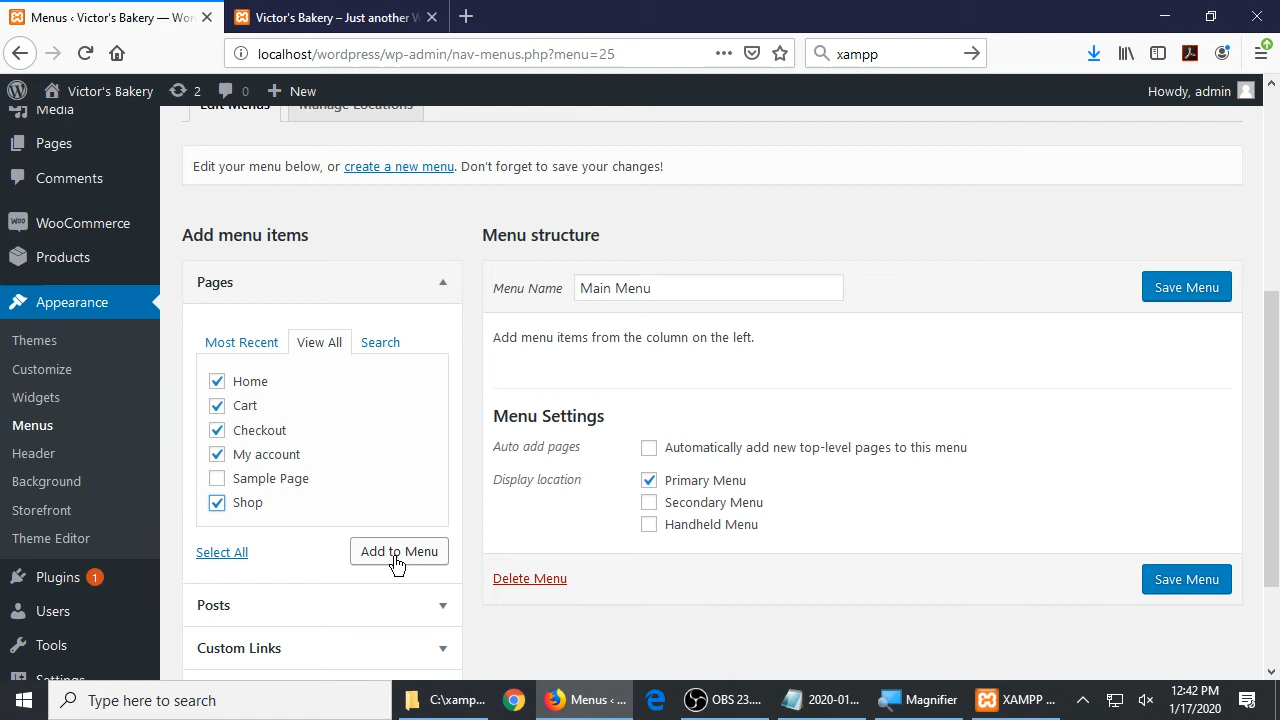 Menus ‹ Victor's Bakery — Wor
Victor's Bakery – Just another W
localhost/wordpress/wp-admin/nav-menus.php?menu=25
xampp
Victor's Bakery
2
0
New
Howdy, admin
Media
Pages
Comments
WooCommerce
Products
Appearance
Themes
Customize
Widgets
Menus
Header
Background
Storefront
Theme Editor
Plugins 1
Users
Tools
Settings
Edit Menus
Manage Locations
Edit your menu below, or create a new menu. Don't forget to save your changes!
Add menu items
Pages
Most Recent
View All
Search
Home
Cart
Checkout
My account
Sample Page
Shop
Select All
Add to Menu
Posts
Custom Links
Menu structure
Menu Name
Main Menu
Save Menu
Add menu items from the column on the left.
Menu Settings
Auto add pages
Automatically add new top-level pages to this menu
Display location
Primary Menu
Secondary Menu
Handheld Menu
Delete Menu
Save Menu
Type here to search
C:\xamp...
Menus ‹ ...
OBS 23....
2020-01...
Magnifier
XAMPP ...
12:42 PM
1/17/2020